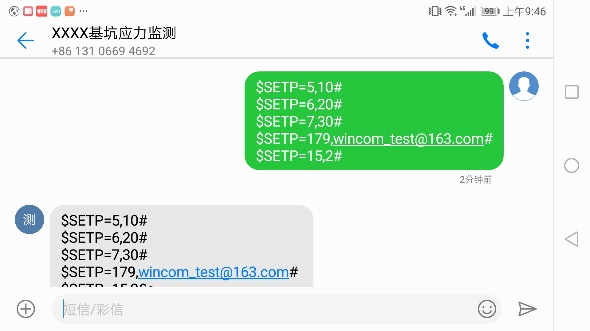 99
上午9:46
XXXX基坑应力监测
+86 131 0669 4692
$SETP=5,10#
$SETP=6,20#
$SETP=7,30#
$SETP=179,wincom_test@163.com#
$SETP=15,2#
2分钟前
测
$SETP=5,10#
$SETP=6,20#
$SETP=7,30#
$SETP=179,wincom_test@163.com#
短信/彩信